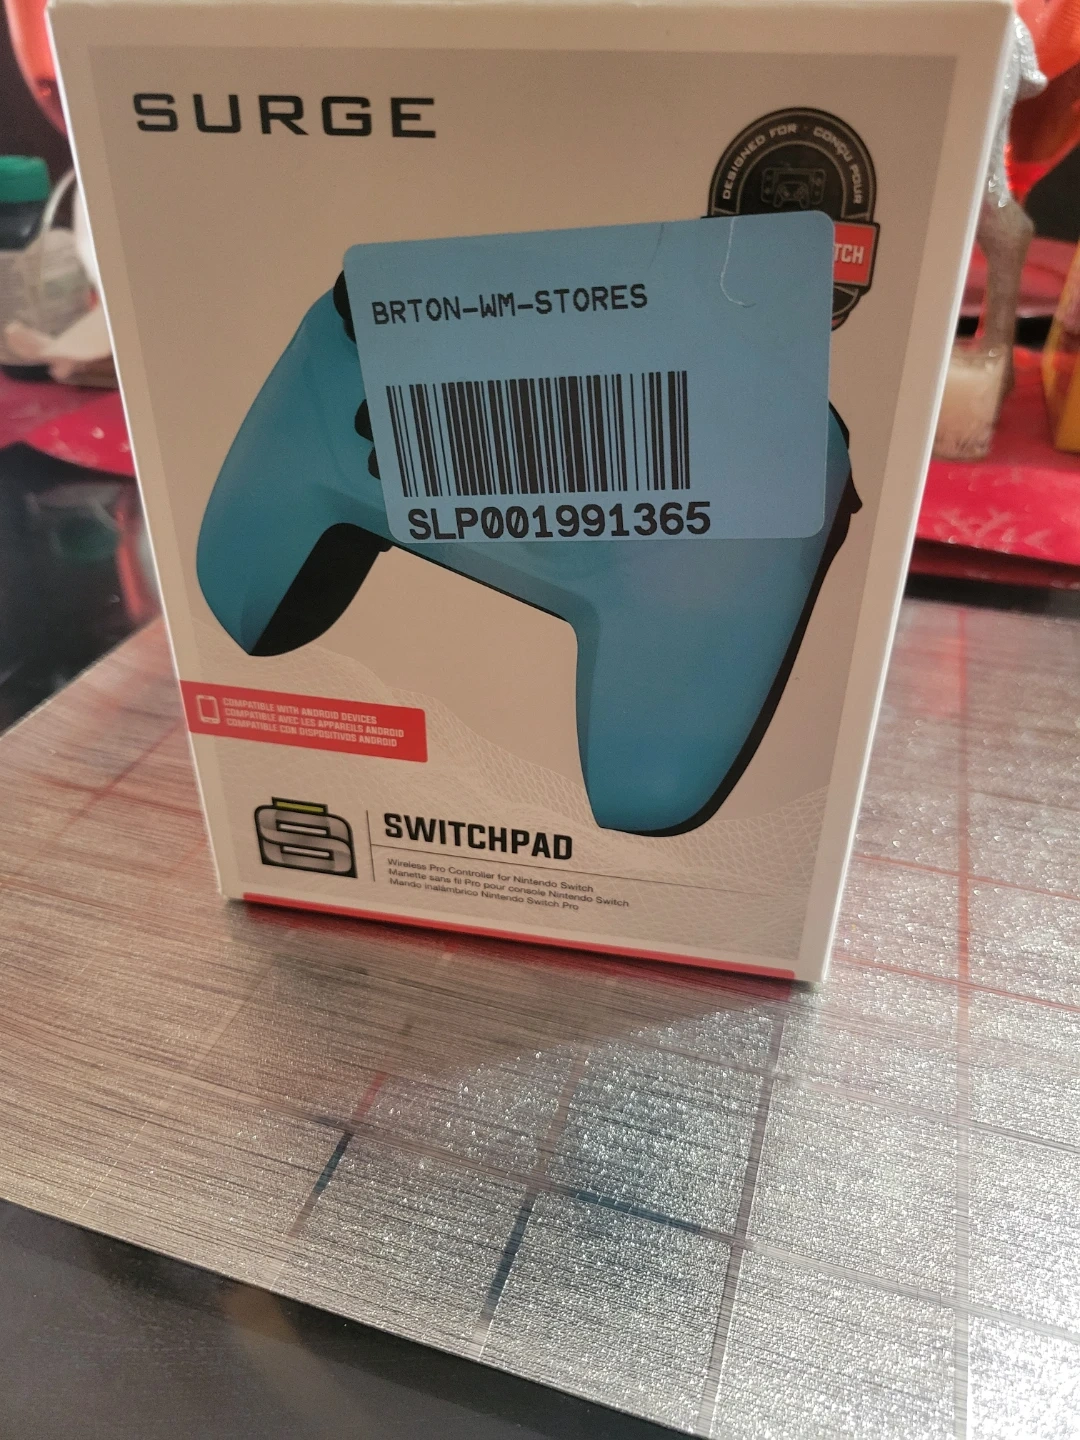 SURGE
DESIGNED FOR · CONÇU POUR
TCH
BRTON-WM-STORES
SLP001991365
COMPATIBLE WITH ANDROID DEVICES
COMPATIBLE AVEC LES APPAREILS ANDROID
COMPATIBLE CON DISPOSITIVOS ANDROID
SWITCHPAD
Wireless Pro Controller for Nintendo Switch
Manette sans fil Pro pour console Nintendo Switch
Mando inalámbrico Nintendo Switch Pro